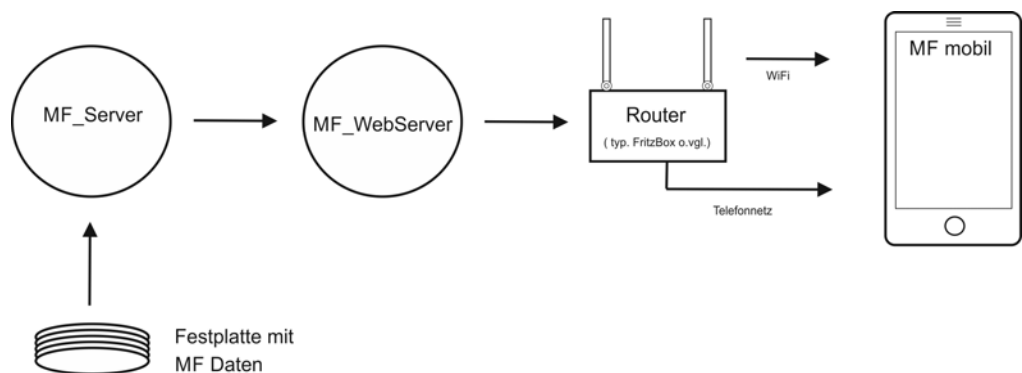 MF_Server
MF_WebServer
Router
( typ. FritzBox o.vgl.)
WiFi
Telefonnetz
MF mobil
Festplatte mit
MF Daten